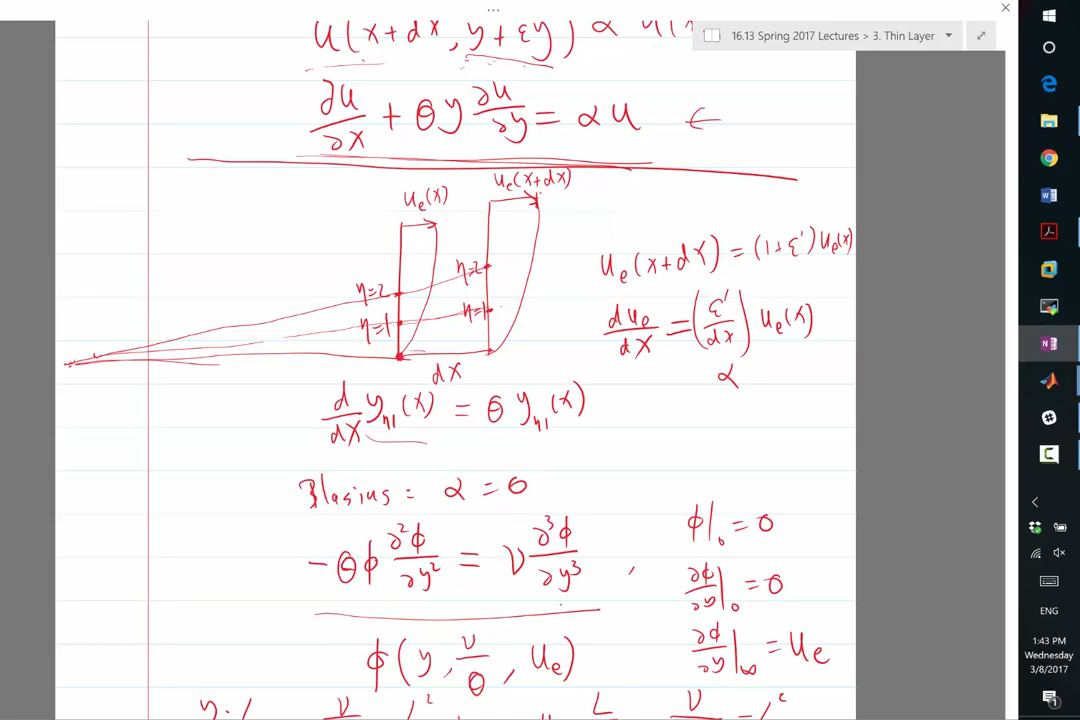 u(x+dx, y+εy) ∝
16.13 Spring 2017 Lectures > 3. Thin Layer
∂u/∂x + θy ∂u/∂y = αu ←
u_e(x)
u_e(x+dx)
η=2
η=2
η=1
η=1
dx
u_e(x+dx) = (1+ε')u_e(x)
du_e/dx = (ε'/dx) u_e(x)
α
d/dx y_η1(x) = θ y_η1(x)
Blasius: α = 0
-θϕ ∂²ϕ/∂y² = ν ∂³ϕ/∂y³ ,
ϕ|₀ = 0
∂ϕ/∂y|₀ = 0
∂ϕ/∂y|∞ = u_e
ϕ(y, ν/θ, u_e)
ENG
1:43 PM
Wednesday
3/8/2017